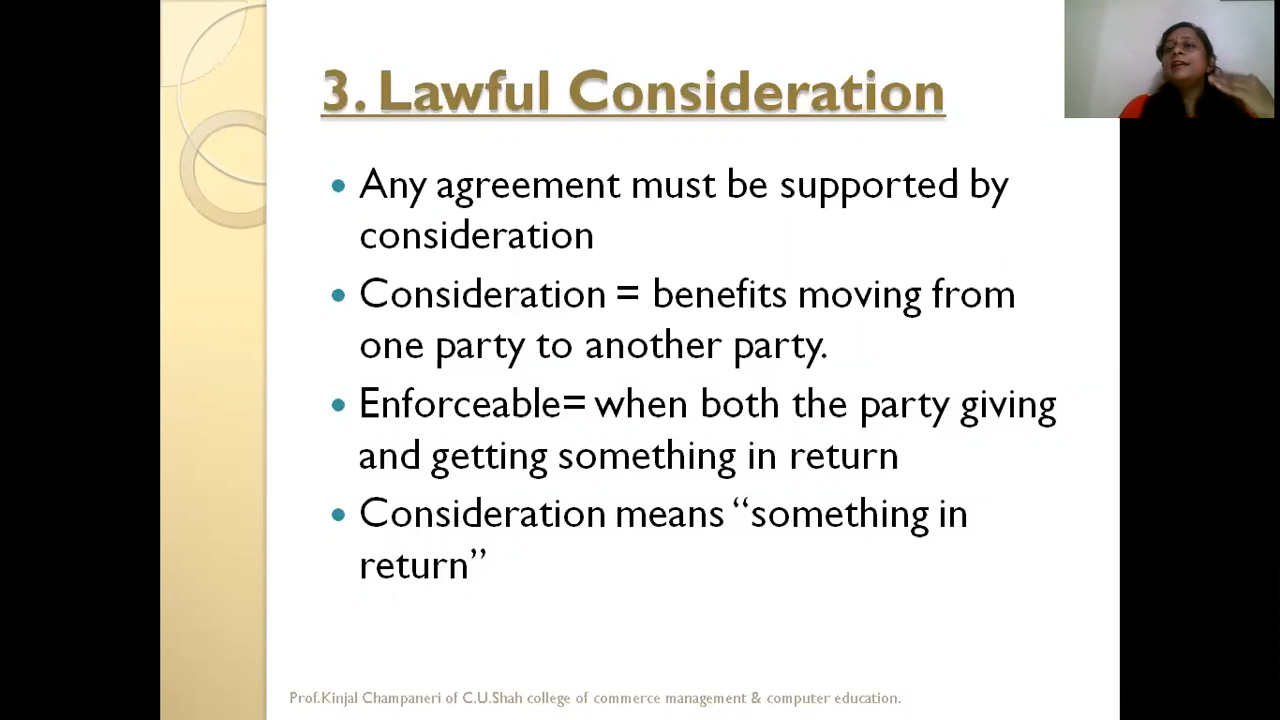 3. Lawful Consideration
• Any agreement must be supported by
consideration
• Consideration = benefits moving from
one party to another party.
• Enforceable= when both the party giving
and getting something in return
• Consideration means “something in
return”
Prof.Kinjal Champaneri of C.U.Shah college of commerce management & computer education.